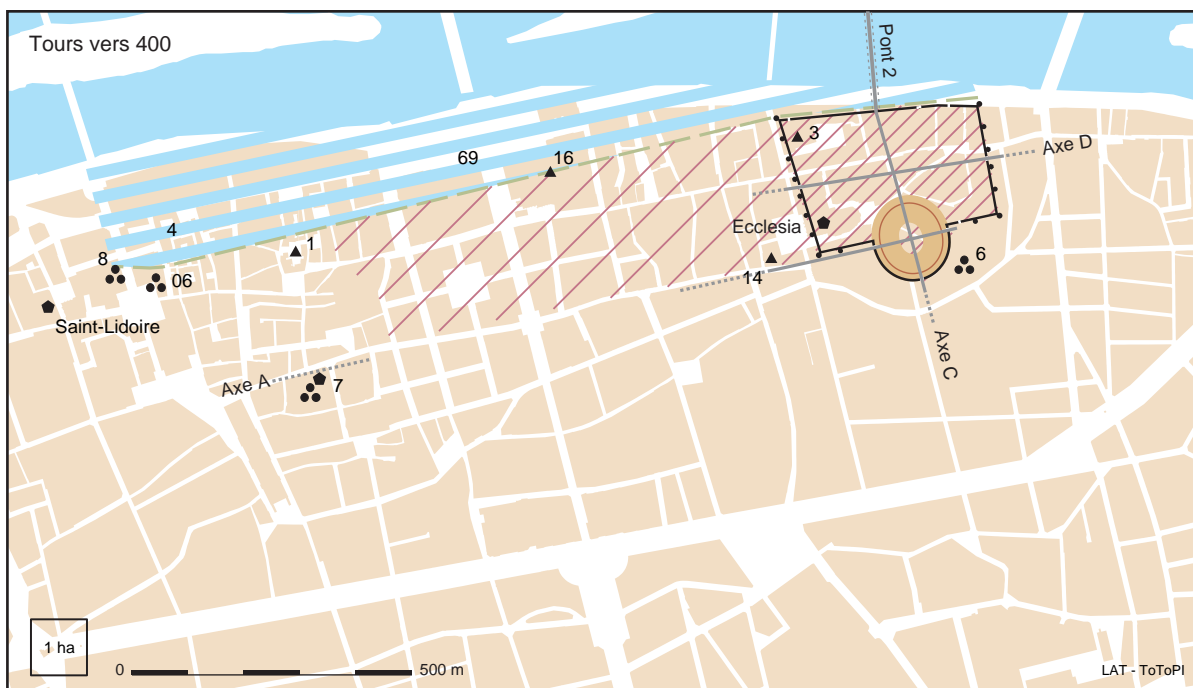 Tours vers 400
Pont 2
3
Axe D
69
16
Ecclesia
4
1
8
06
14
6
Saint-Lidoire
Axe A
7
Axe C
1 ha
0
500 m
LAT - ToToPI